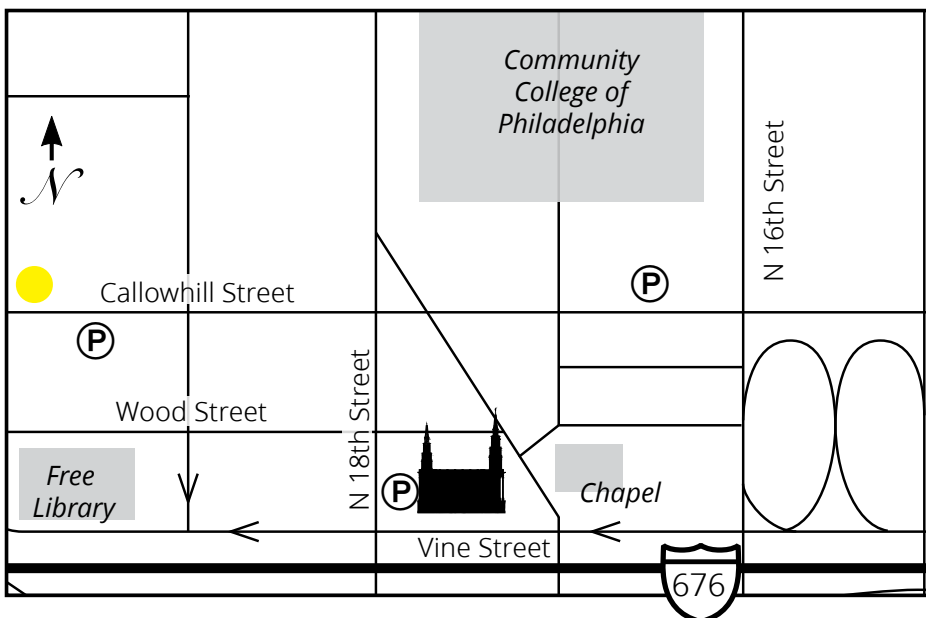 Community
College of
Philadelphia
N
N 16th Street
P
Callowhill Street
P
Wood Street
N 18th Street
Free
Library
P
Chapel
Vine Street
676